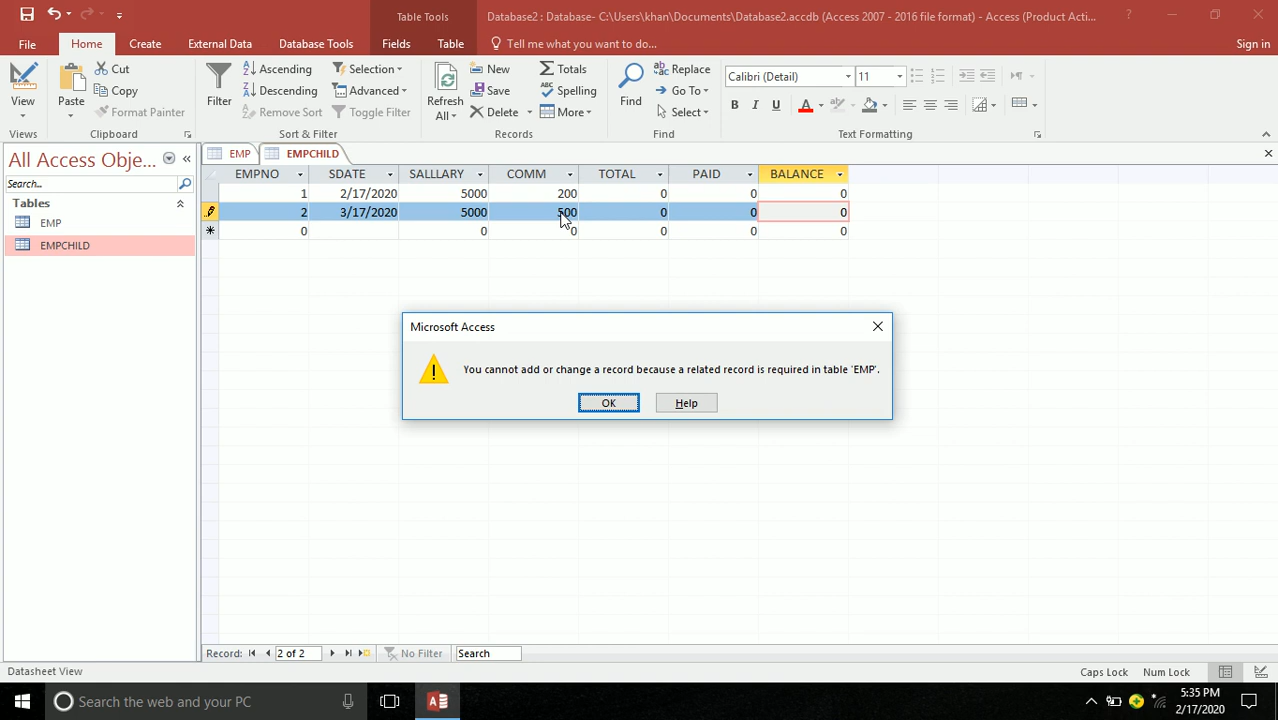 Table Tools
Database2 : Database- C:\Users\khan\Documents\Database2.accdb (Access 2007 - 2016 file format) - Access (Product Acti...
File Home Create External Data Database Tools Fields Table Tell me what you want to do... Sign in
View
Views
Paste
Cut
Copy
Format Painter
Clipboard
Filter
Ascending
Descending
Remove Sort
Selection
Advanced
Toggle Filter
Sort & Filter
Refresh
All
New
Save
Delete
Totals
Spelling
More
Records
Find
Replace
Go To
Select
Find
Calibri (Detail) 11
B I U A ab
Text Formatting
All Access Obje...
Search...
Tables
EMP
EMPCHILD
EMP EMPCHILD
EMPNO SDATE SALLLARY COMM TOTAL PAID BALANCE
1 2/17/2020 5000 200 0 0 0
2 3/17/2020 5000 500 0 0 0
0 0 0 0 0 0
Microsoft Access
You cannot add or change a record because a related record is required in table 'EMP'.
OK Help
Record: 2 of 2 No Filter Search
Datasheet View Caps Lock Num Lock
Search the web and your PC
5:35 PM
2/17/2020